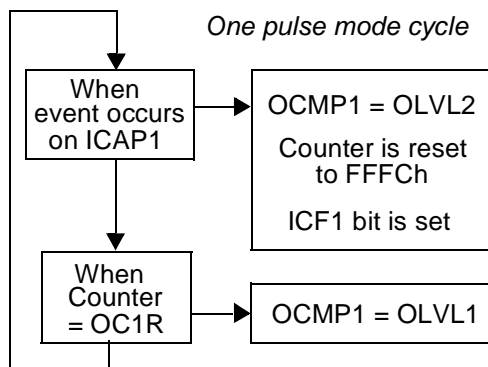 One pulse mode cycle
When
event occurs
on ICAP1
OCMP1 = OLVL2
Counter is reset
to FFFCh
ICF1 bit is set
When
Counter
= OC1R
OCMP1 = OLVL1